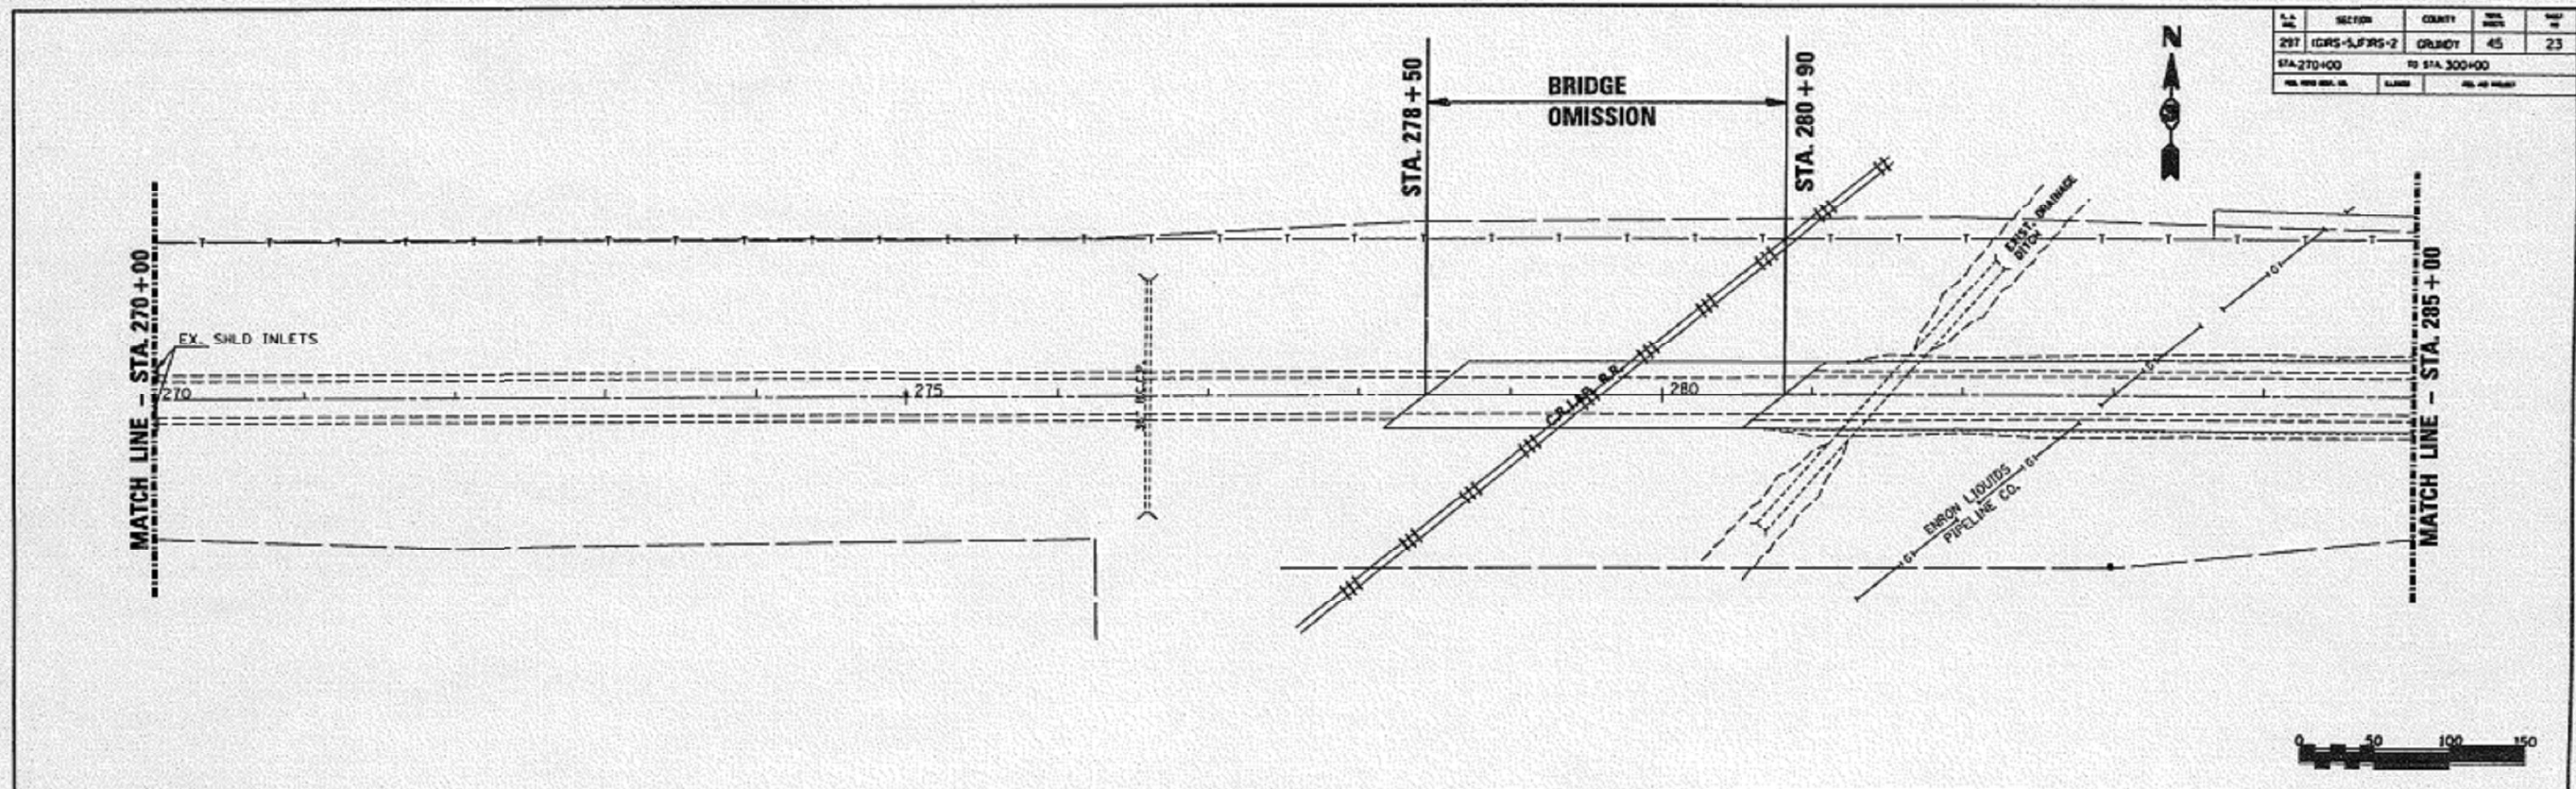 SECTION COUNTY
297 GRUNDY 45 23
STA. 270+00 TO STA. 300+00
N
STA. 278+50
BRIDGE
OMISSION
STA. 280+90
EXIST. DRAINAGE
DITCH
MATCH LINE - STA. 270+00
EX. SHLD INLETS
270
275
280
C.R.I.&P. R.R.
G
G
G
G
ENRON LIQUIDS
PIPELINE CO.
MATCH LINE - STA. 285+00
0 50 100 150